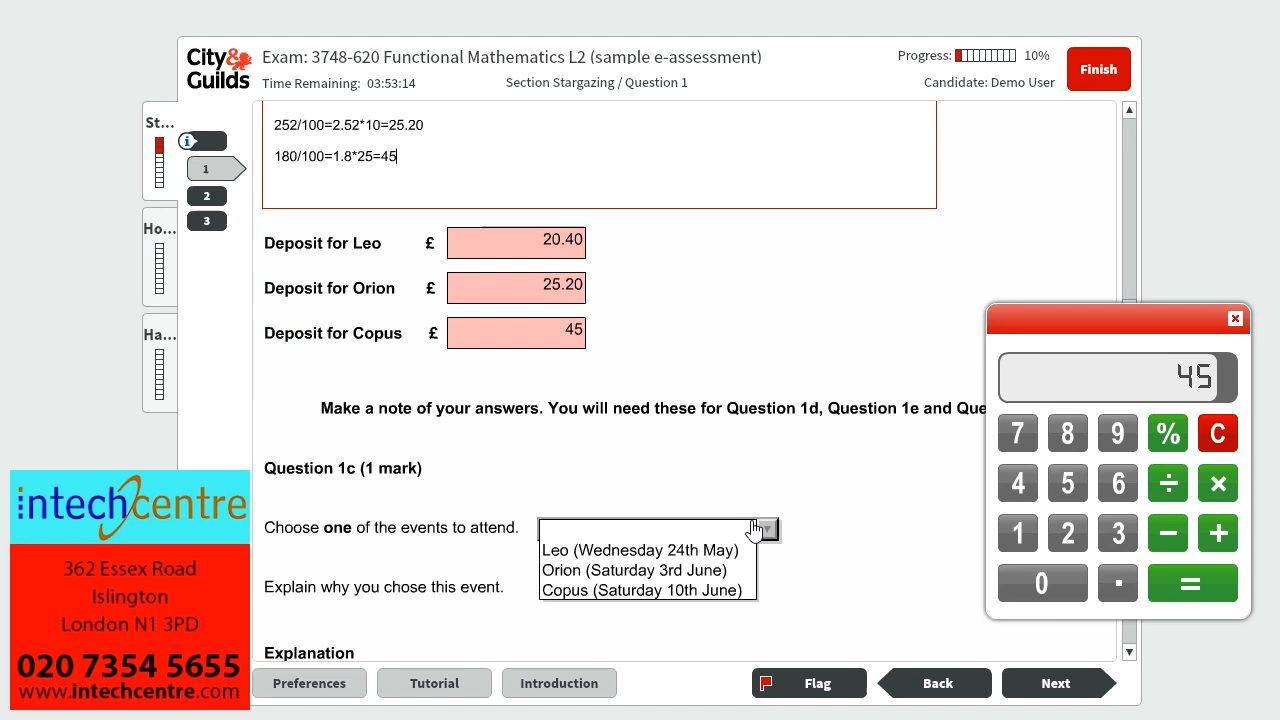 City&
Guilds
Exam: 3748-620 Functional Mathematics L2 (sample e-assessment)
Time Remaining: 03:53:14
Section Stargazing / Question 1
Progress:
10%
Candidate: Demo User
Finish
St...
Ho...
Ha...
i
1
2
3
252/100=2.52*10=25.20
180/100=1.8*25=45
Deposit for Leo £ 20.40
Deposit for Orion £ 25.20
Deposit for Copus £ 45
Make a note of your answers. You will need these for Question 1d, Question 1e and Que
Question 1c (1 mark)
Choose one of the events to attend.
Leo (Wednesday 24th May)
Orion (Saturday 3rd June)
Copus (Saturday 10th June)
Explain why you chose this event.
Explanation
x
45
7 8 9 % C
4 5 6 ÷ ×
1 2 3 − +
0 . =
intechcentre
362 Essex Road
Islington
London N1 3PD
020 7354 5655
www.intechcentre.com
Preferences
Tutorial
Introduction
Flag
Back
Next